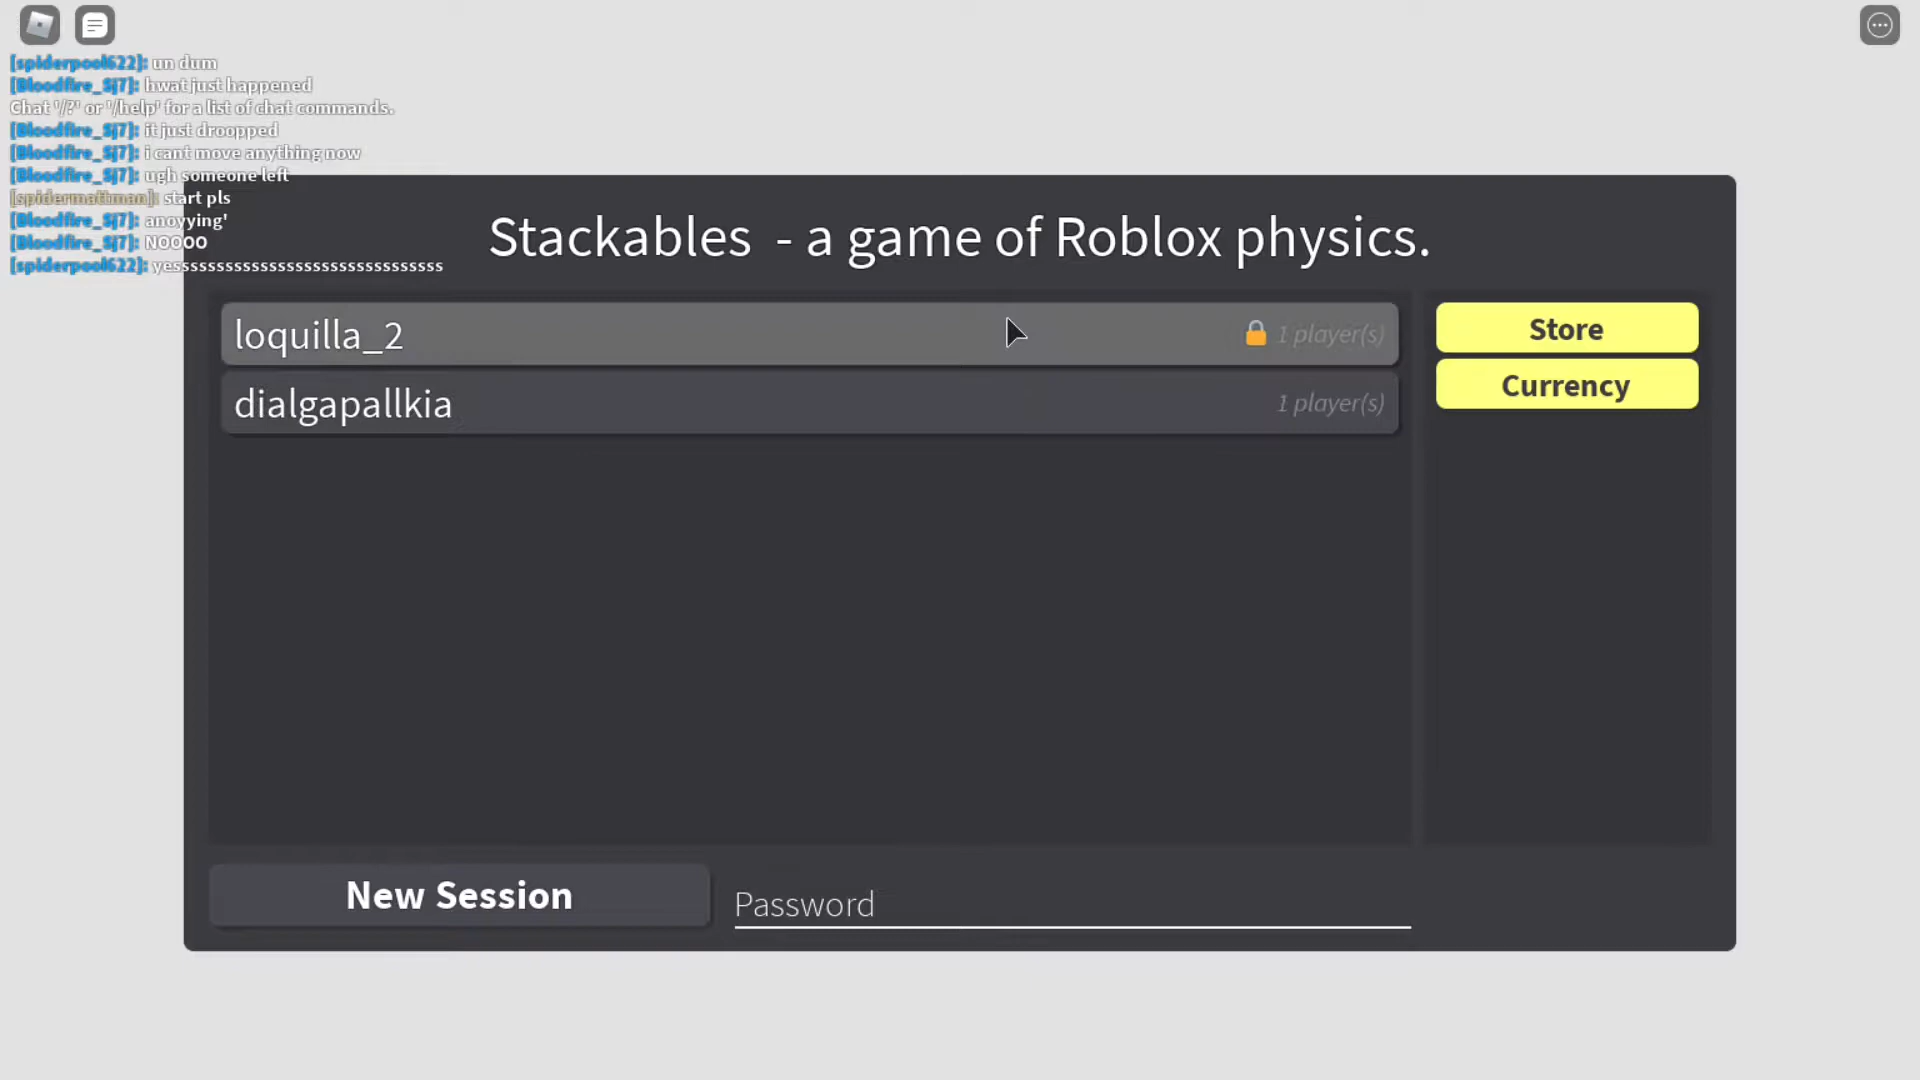 [spiderpool622]: un dum
[Bloodfire_Sj7]: hwat just happened
Chat '/?' or '/help' for a list of chat commands.
[Bloodfire_Sj7]: it just droopped
[Bloodfire_Sj7]: i cant move anything now
[Bloodfire_Sj7]: ugh someone left
[spidermattman]: start pls
[Bloodfire_Sj7]: anoyying'
[Bloodfire_Sj7]: NOOOO
[spiderpool622]: yessssssssssssssssssssssssssssssss
Stackables - a game of Roblox physics.
loquilla_2 1 player(s)
dialgapallkia 1 player(s)
Store
Currency
New Session
Password